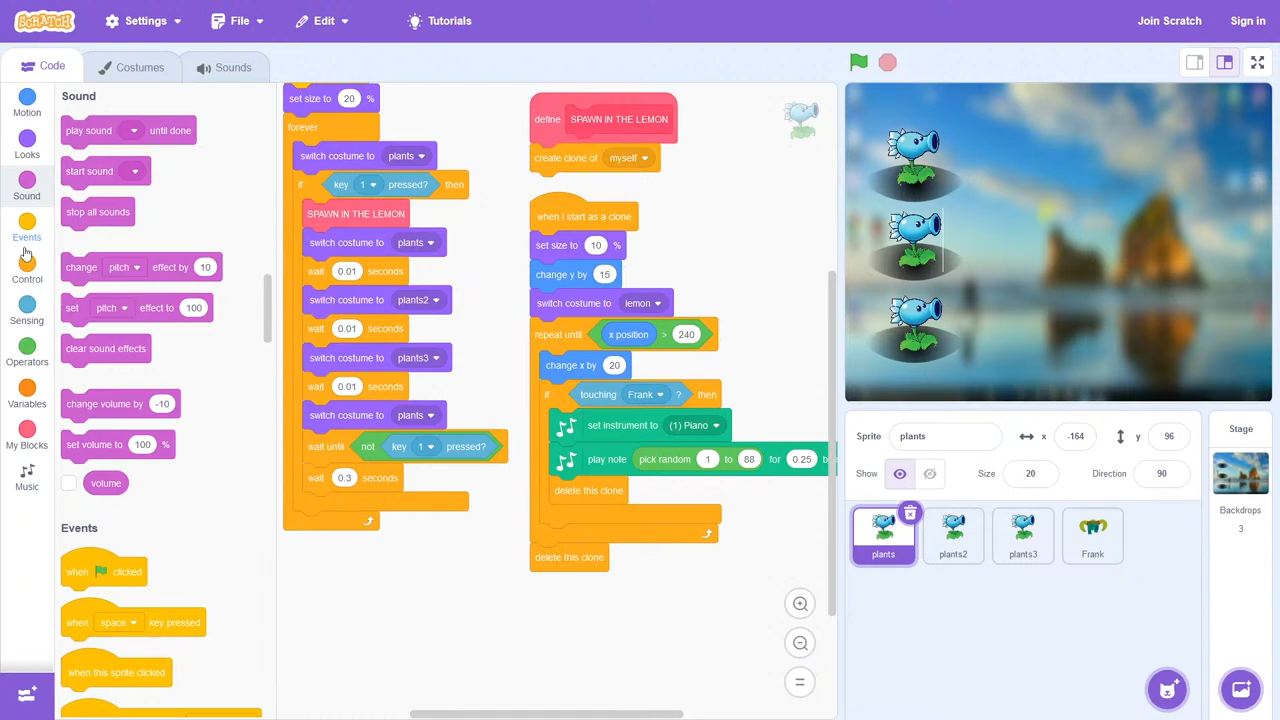 SCRATCH Settings File Edit Tutorials Join Scratch Sign in
Code Costumes Sounds
Motion
Looks
Sound
Events
Control
Sensing
Operators
Variables
My Blocks
Music
Sound
play sound until done
start sound
stop all sounds
change pitch effect by 10
set pitch effect to 100
clear sound effects
change volume by -10
set volume to 100 %
volume
Events
when clicked
when space key pressed
when this sprite clicked
set size to 20 %
forever
switch costume to plants
if key 1 pressed? then
SPAWN IN THE LEMON
switch costume to plants
wait 0.01 seconds
switch costume to plants2
wait 0.01 seconds
switch costume to plants3
wait 0.01 seconds
switch costume to plants
wait until not key 1 pressed?
wait 0.3 seconds
define SPAWN IN THE LEMON
create clone of myself
when I start as a clone
set size to 10 %
change y by 15
switch costume to lemon
repeat until x position > 240
change x by 20
if touching Frank ? then
set instrument to (1) Piano
play note pick random 1 to 88 for 0.25 b
delete this clone
delete this clone
Sprite plants x -164 y 96
Show Size 20 Direction 90
plants plants2 plants3 Frank
Stage
Backdrops
3